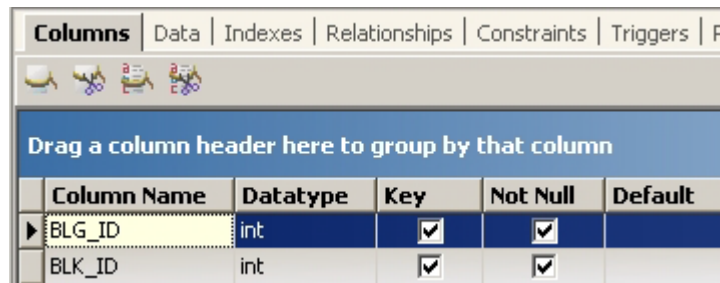 Columns Data Indexes Relationships Constraints Triggers
Drag a column header here to group by that column
Column Name Datatype Key Not Null Default
BLG_ID int
BLK_ID int